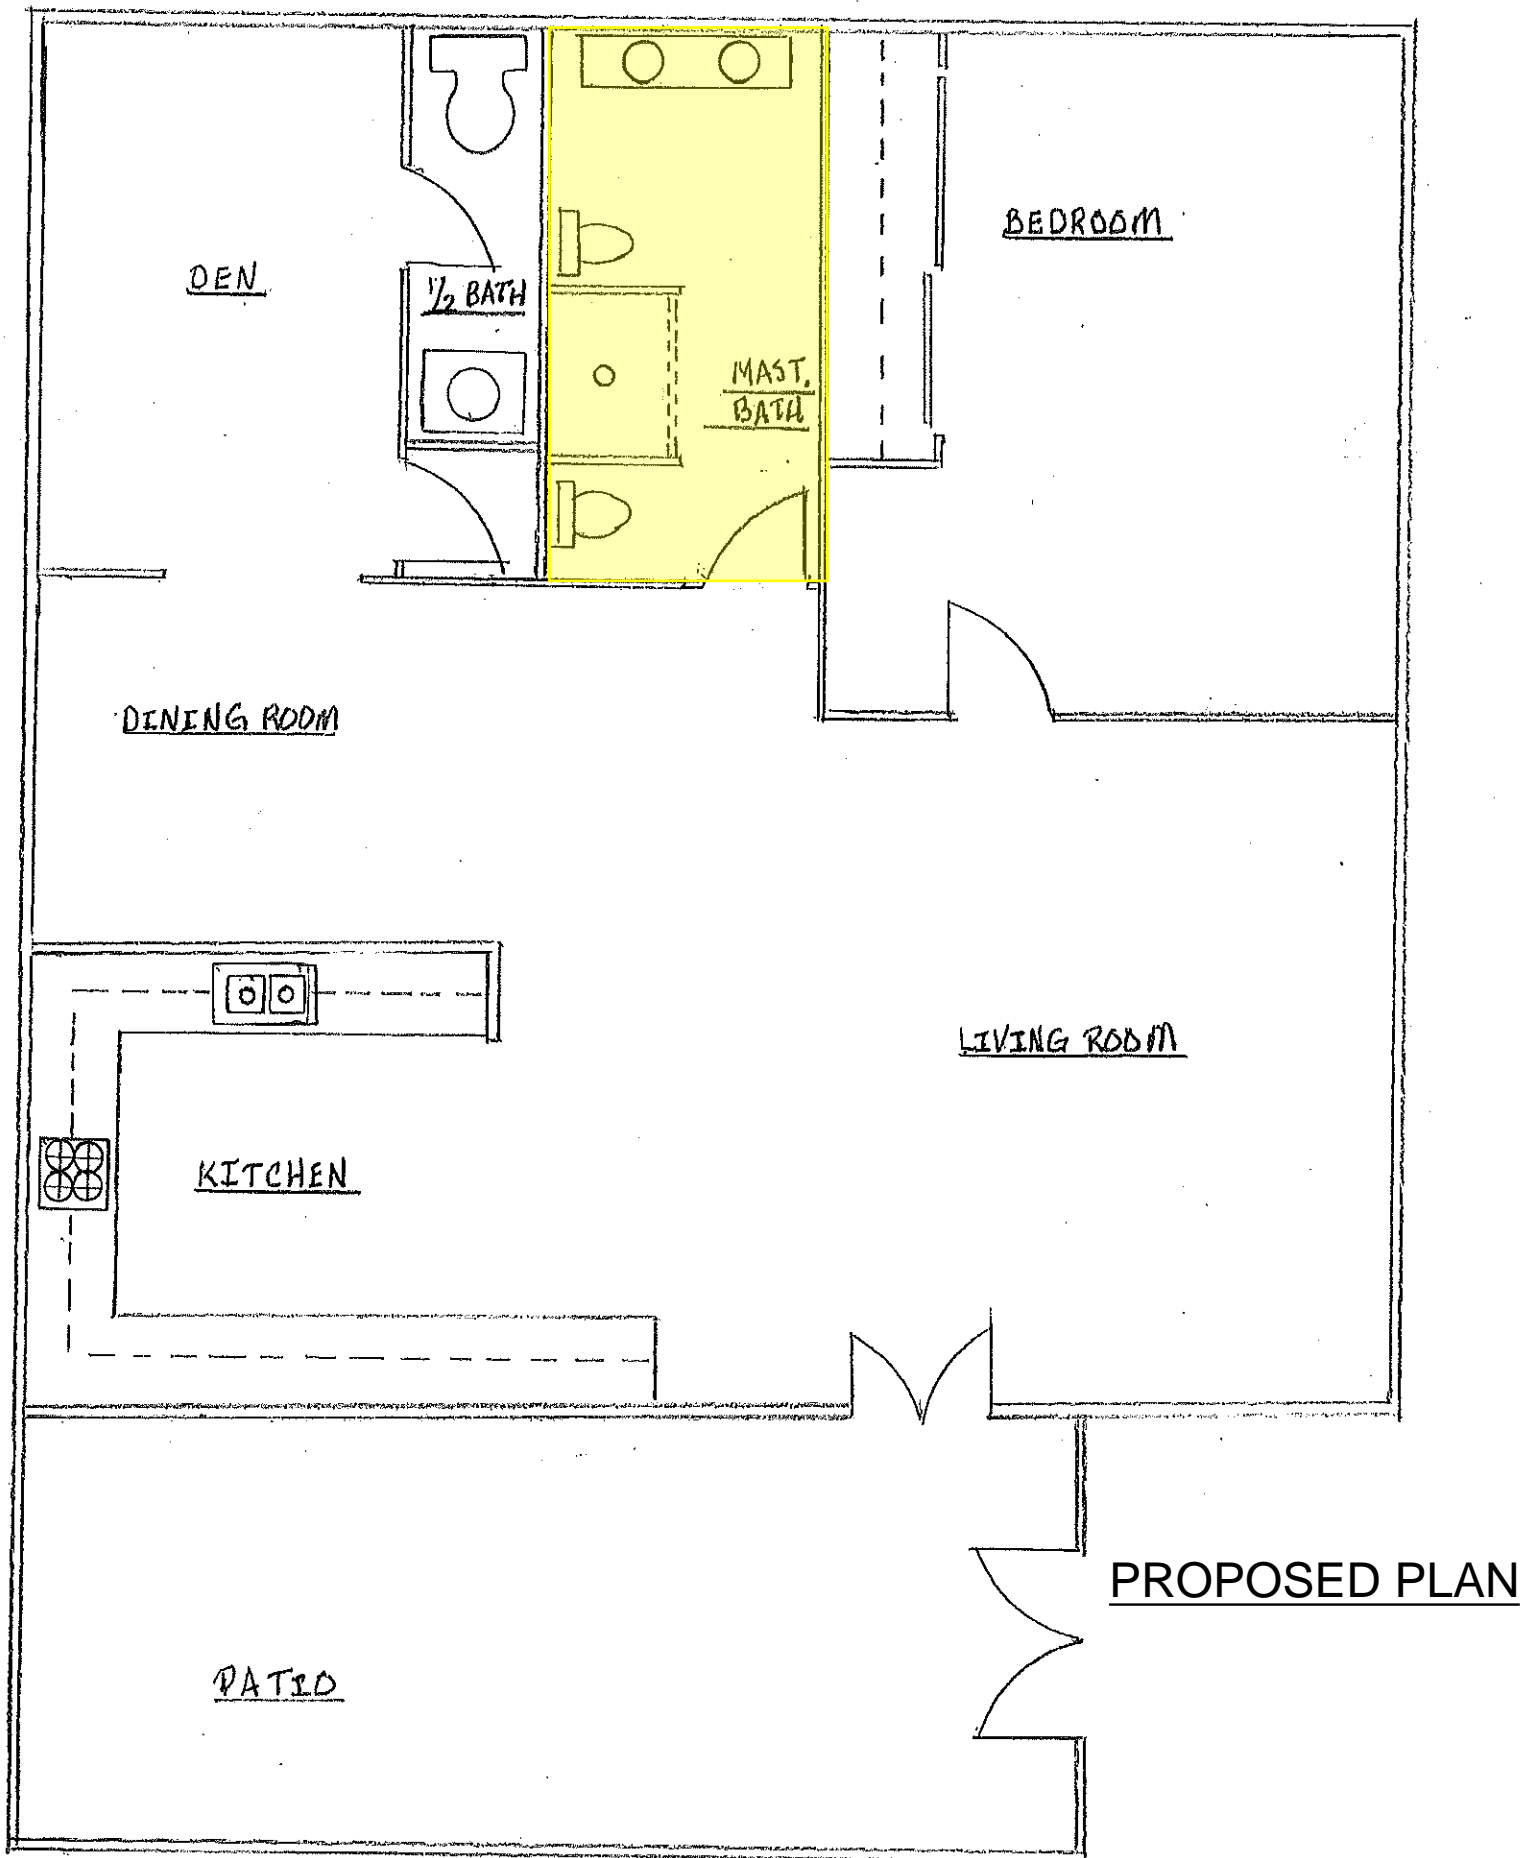 BEDROOM
DEN
1/2 BATH
MAST.
BATH
DINING ROOM
LIVING ROOM
KITCHEN
PROPOSED PLAN
PATIO